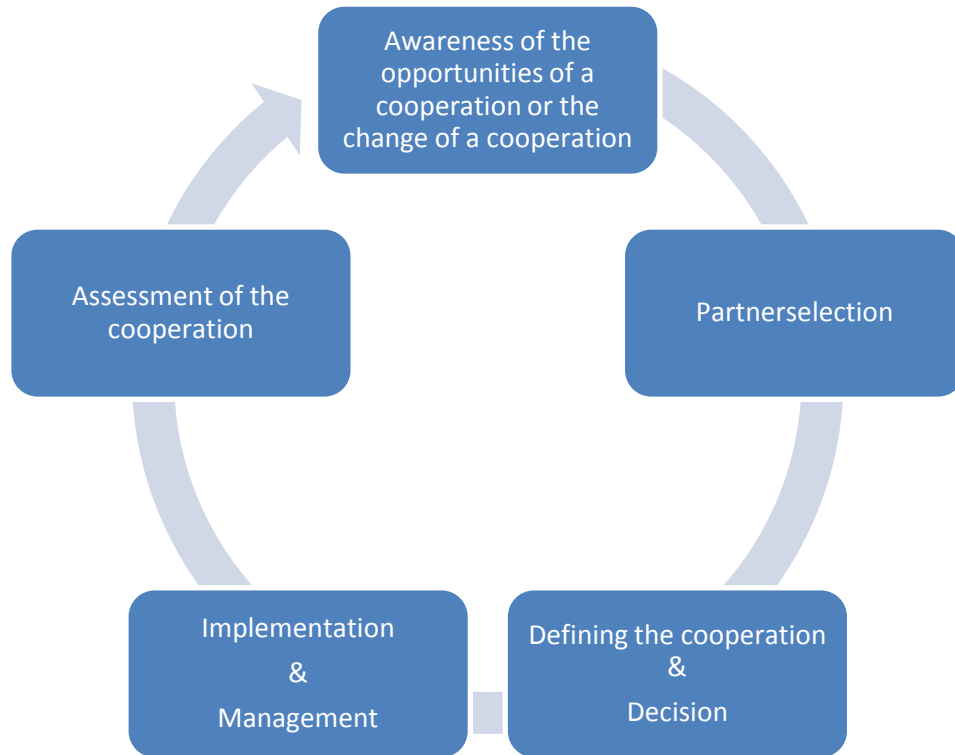 Awareness of the
opportunities of a
cooperation or the
change of a cooperation
Partnerselection
Defining the cooperation
&
Decision
Implementation
&
Management
Assessment of the
cooperation